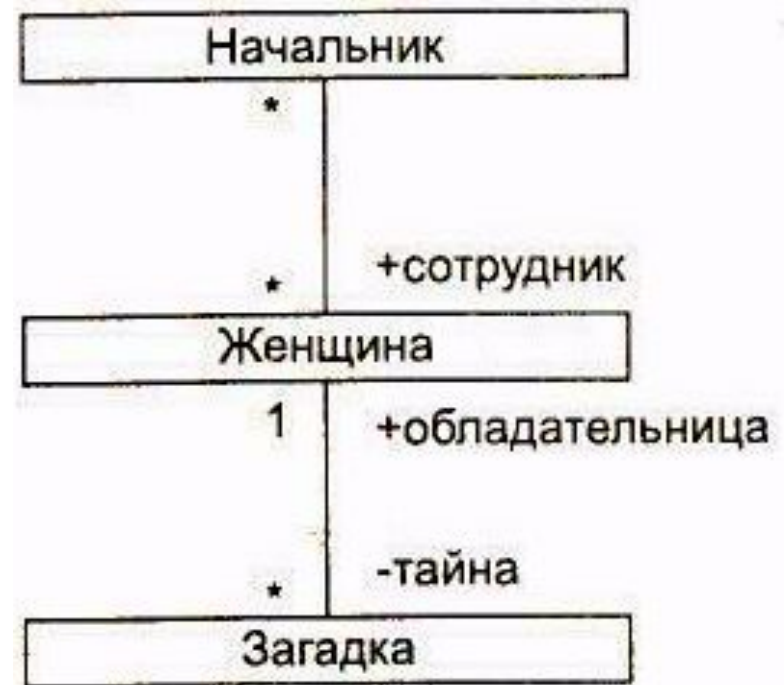 Начальник
*
+сотрудник
*
Женщина
1
+обладательница
-тайна
*
Загадка